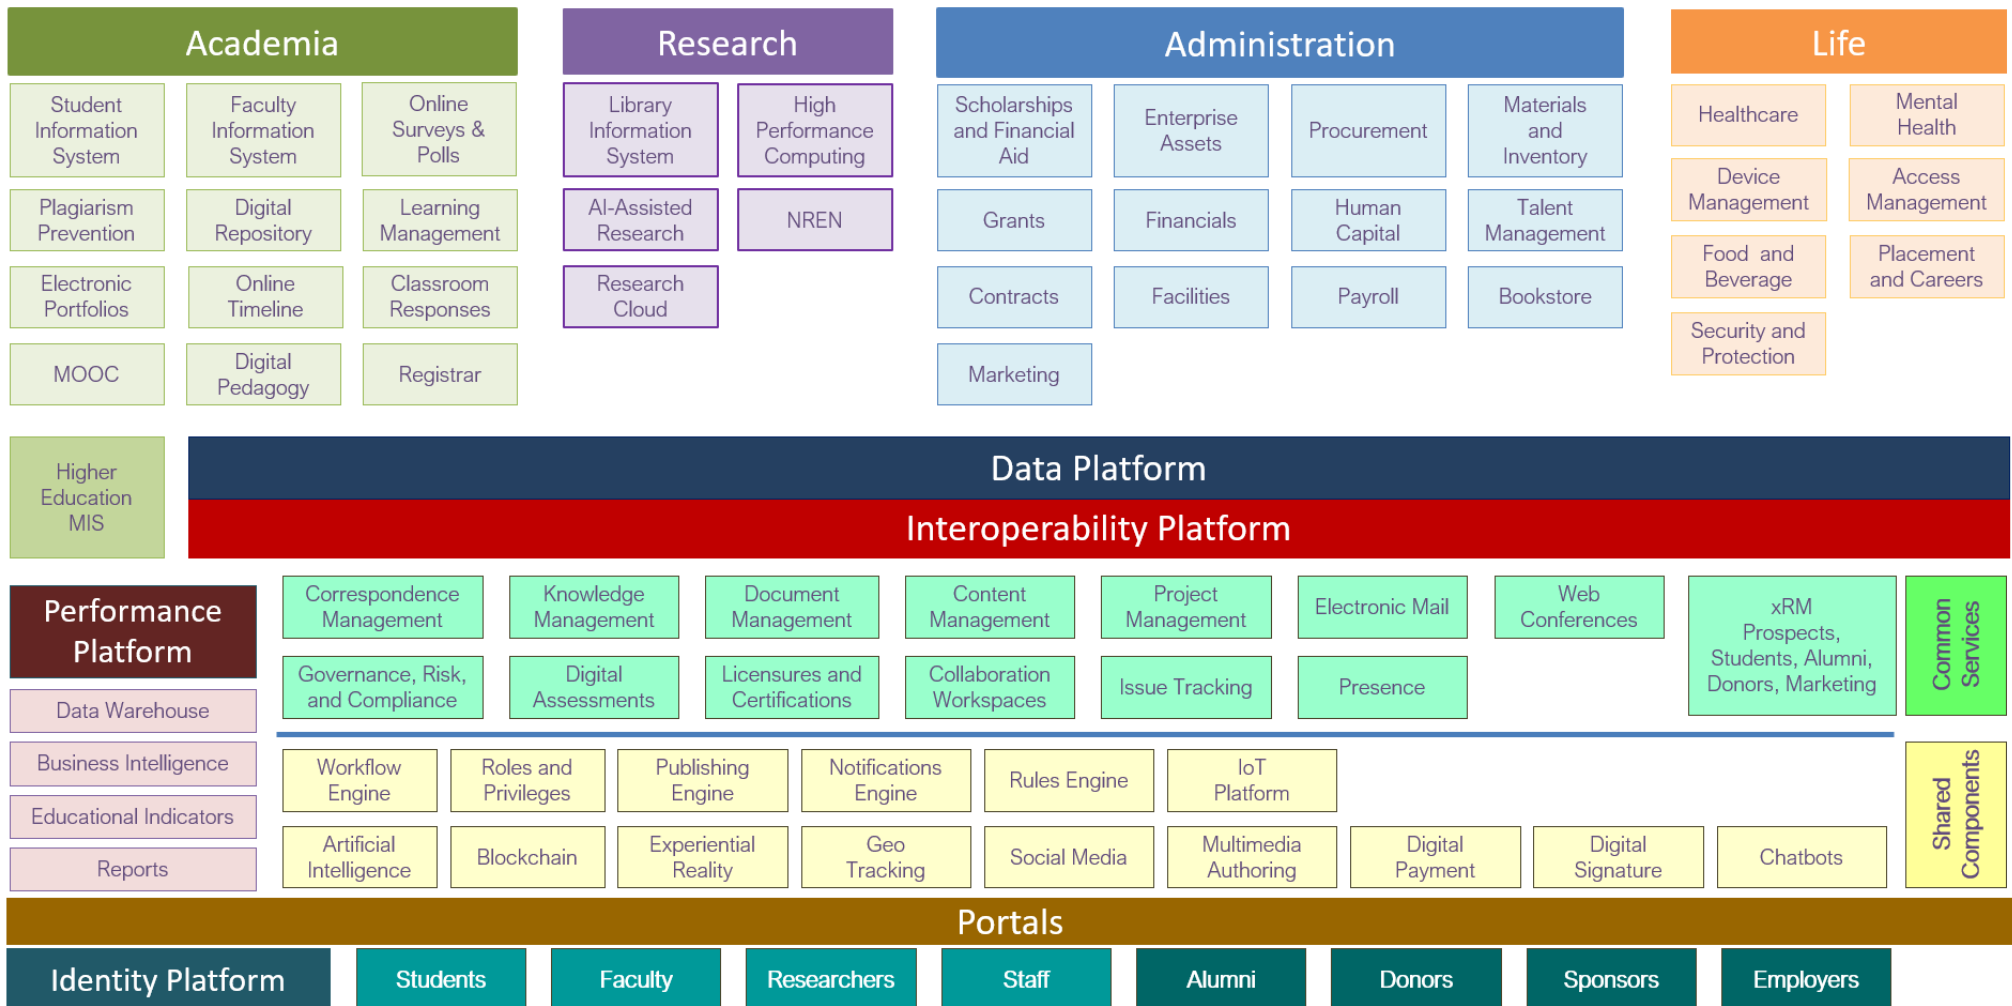 Academia
Research
Administration
Life
Student
Information
System
Faculty
Information
System
Online
Surveys &
Polls
Library
Information
System
High
Performance
Computing
Scholarships
and Financial
Aid
Enterprise
Assets
Procurement
Materials
and
Inventory
Healthcare
Mental
Health
Plagiarism
Prevention
Digital
Repository
Learning
Management
AI-Assisted
Research
NREN
Grants
Financials
Human
Capital
Talent
Management
Device
Management
Access
Management
Electronic
Portfolios
Online
Timeline
Classroom
Responses
Research
Cloud
Contracts
Facilities
Payroll
Bookstore
Food and
Beverage
Placement
and Careers
MOOC
Digital
Pedagogy
Registrar
Marketing
Security and
Protection
Higher
Education
MIS
Data Platform
Interoperability Platform
Performance
Platform
Data Warehouse
Business Intelligence
Educational Indicators
Reports
Correspondence
Management
Knowledge
Management
Document
Management
Content
Management
Project
Management
Electronic Mail
Web
Conferences
xRM
Prospects,
Students, Alumni,
Donors, Marketing
Common
Services
Governance, Risk,
and Compliance
Digital
Assessments
Licensures and
Certifications
Collaboration
Workspaces
Issue Tracking
Presence
Workflow
Engine
Roles and
Privileges
Publishing
Engine
Notifications
Engine
Rules Engine
IoT
Platform
Shared
Components
Artificial
Intelligence
Blockchain
Experiential
Reality
Geo
Tracking
Social Media
Multimedia
Authoring
Digital
Payment
Digital
Signature
Chatbots
Portals
Identity Platform
Students
Faculty
Researchers
Staff
Alumni
Donors
Sponsors
Employers